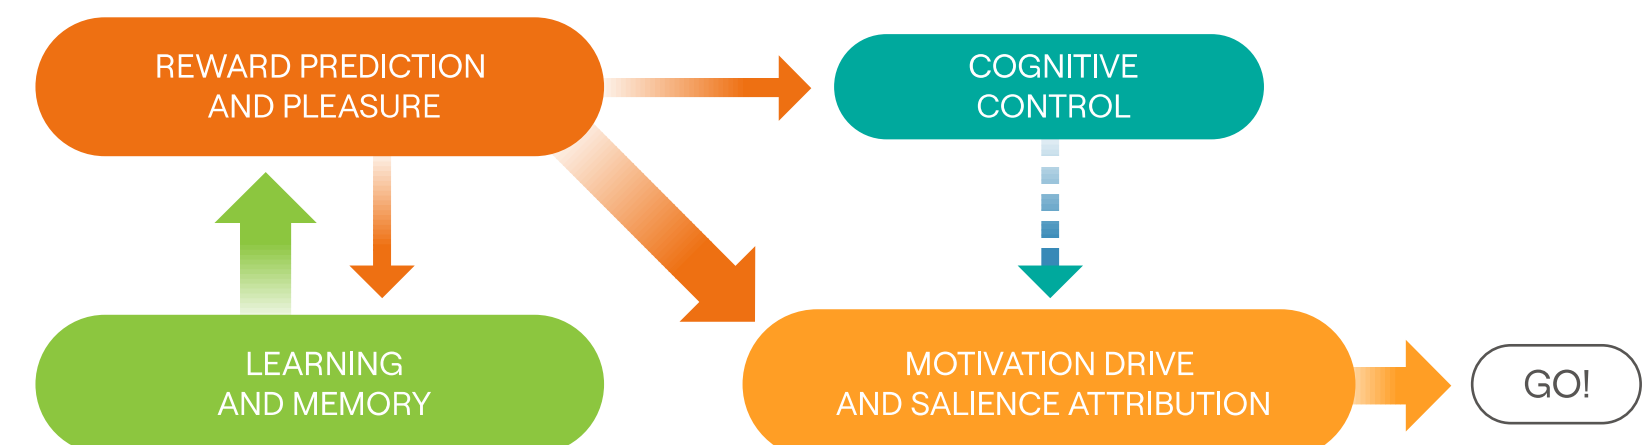 REWARD PREDICTION
AND PLEASURE
COGNITIVE
CONTROL
LEARNING
AND MEMORY
MOTIVATION DRIVE
AND SALIENCE ATTRIBUTION
GO!